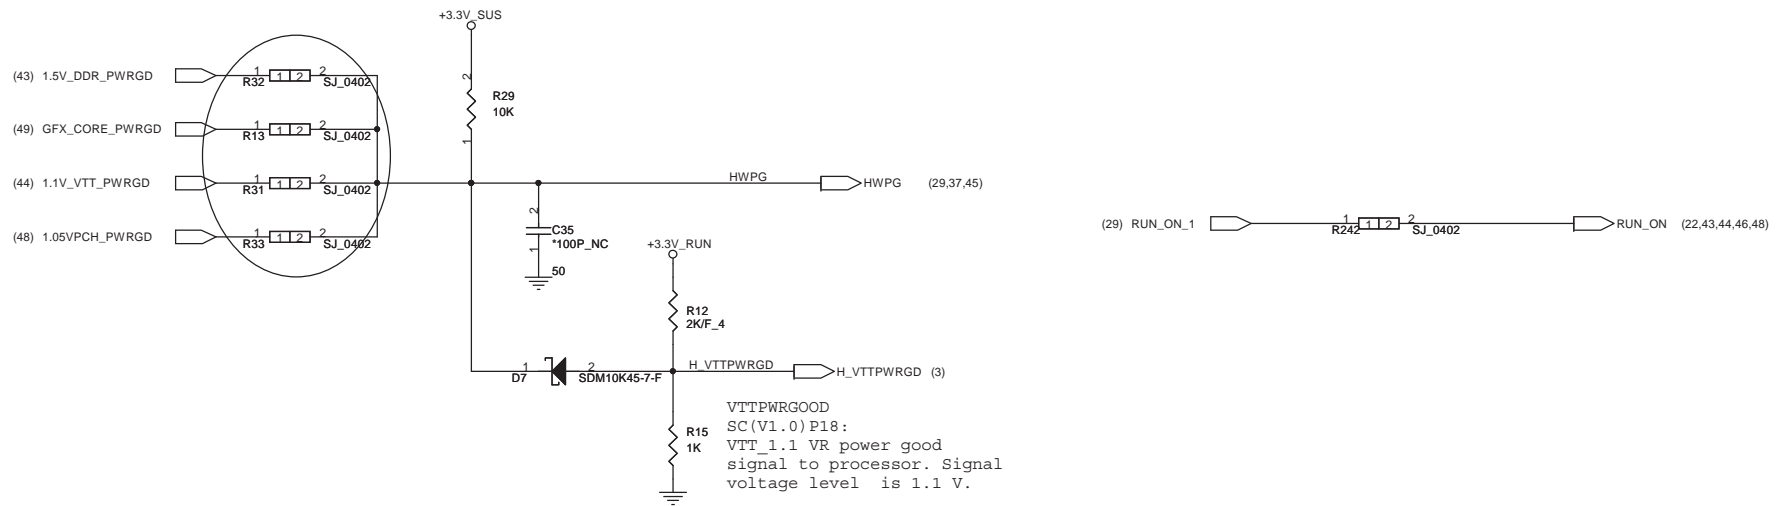 +3.3V_SUS
(43) 1.5V_DDR_PWRGD
1
R32
1 2
2
SJ_0402
2
R29
10K
1
(49) GFX_CORE_PWRGD
1
R13
1 2
2
SJ_0402
(44) 1.1V_VTT_PWRGD
1
R31
1 2
2
SJ_0402
HWPG
HWPG (29,37,45)
(48) 1.05VPCH_PWRGD
1
R33
1 2
2
SJ_0402
2
C35
*100P_NC
1
50
(29) RUN_ON_1
1
R242
1 2
2
SJ_0402
RUN_ON (22,43,44,46,48)
+3.3V_RUN
R12
2K/F_4
1
D7
2
SDM10K45-7-F
H_VTTPWRGD
H_VTTPWRGD (3)
R15
1K
VTTPWRGOOD
SC(V1.0)P18:
VTT_1.1 VR power good
signal to processor. Signal
voltage level is 1.1 V.